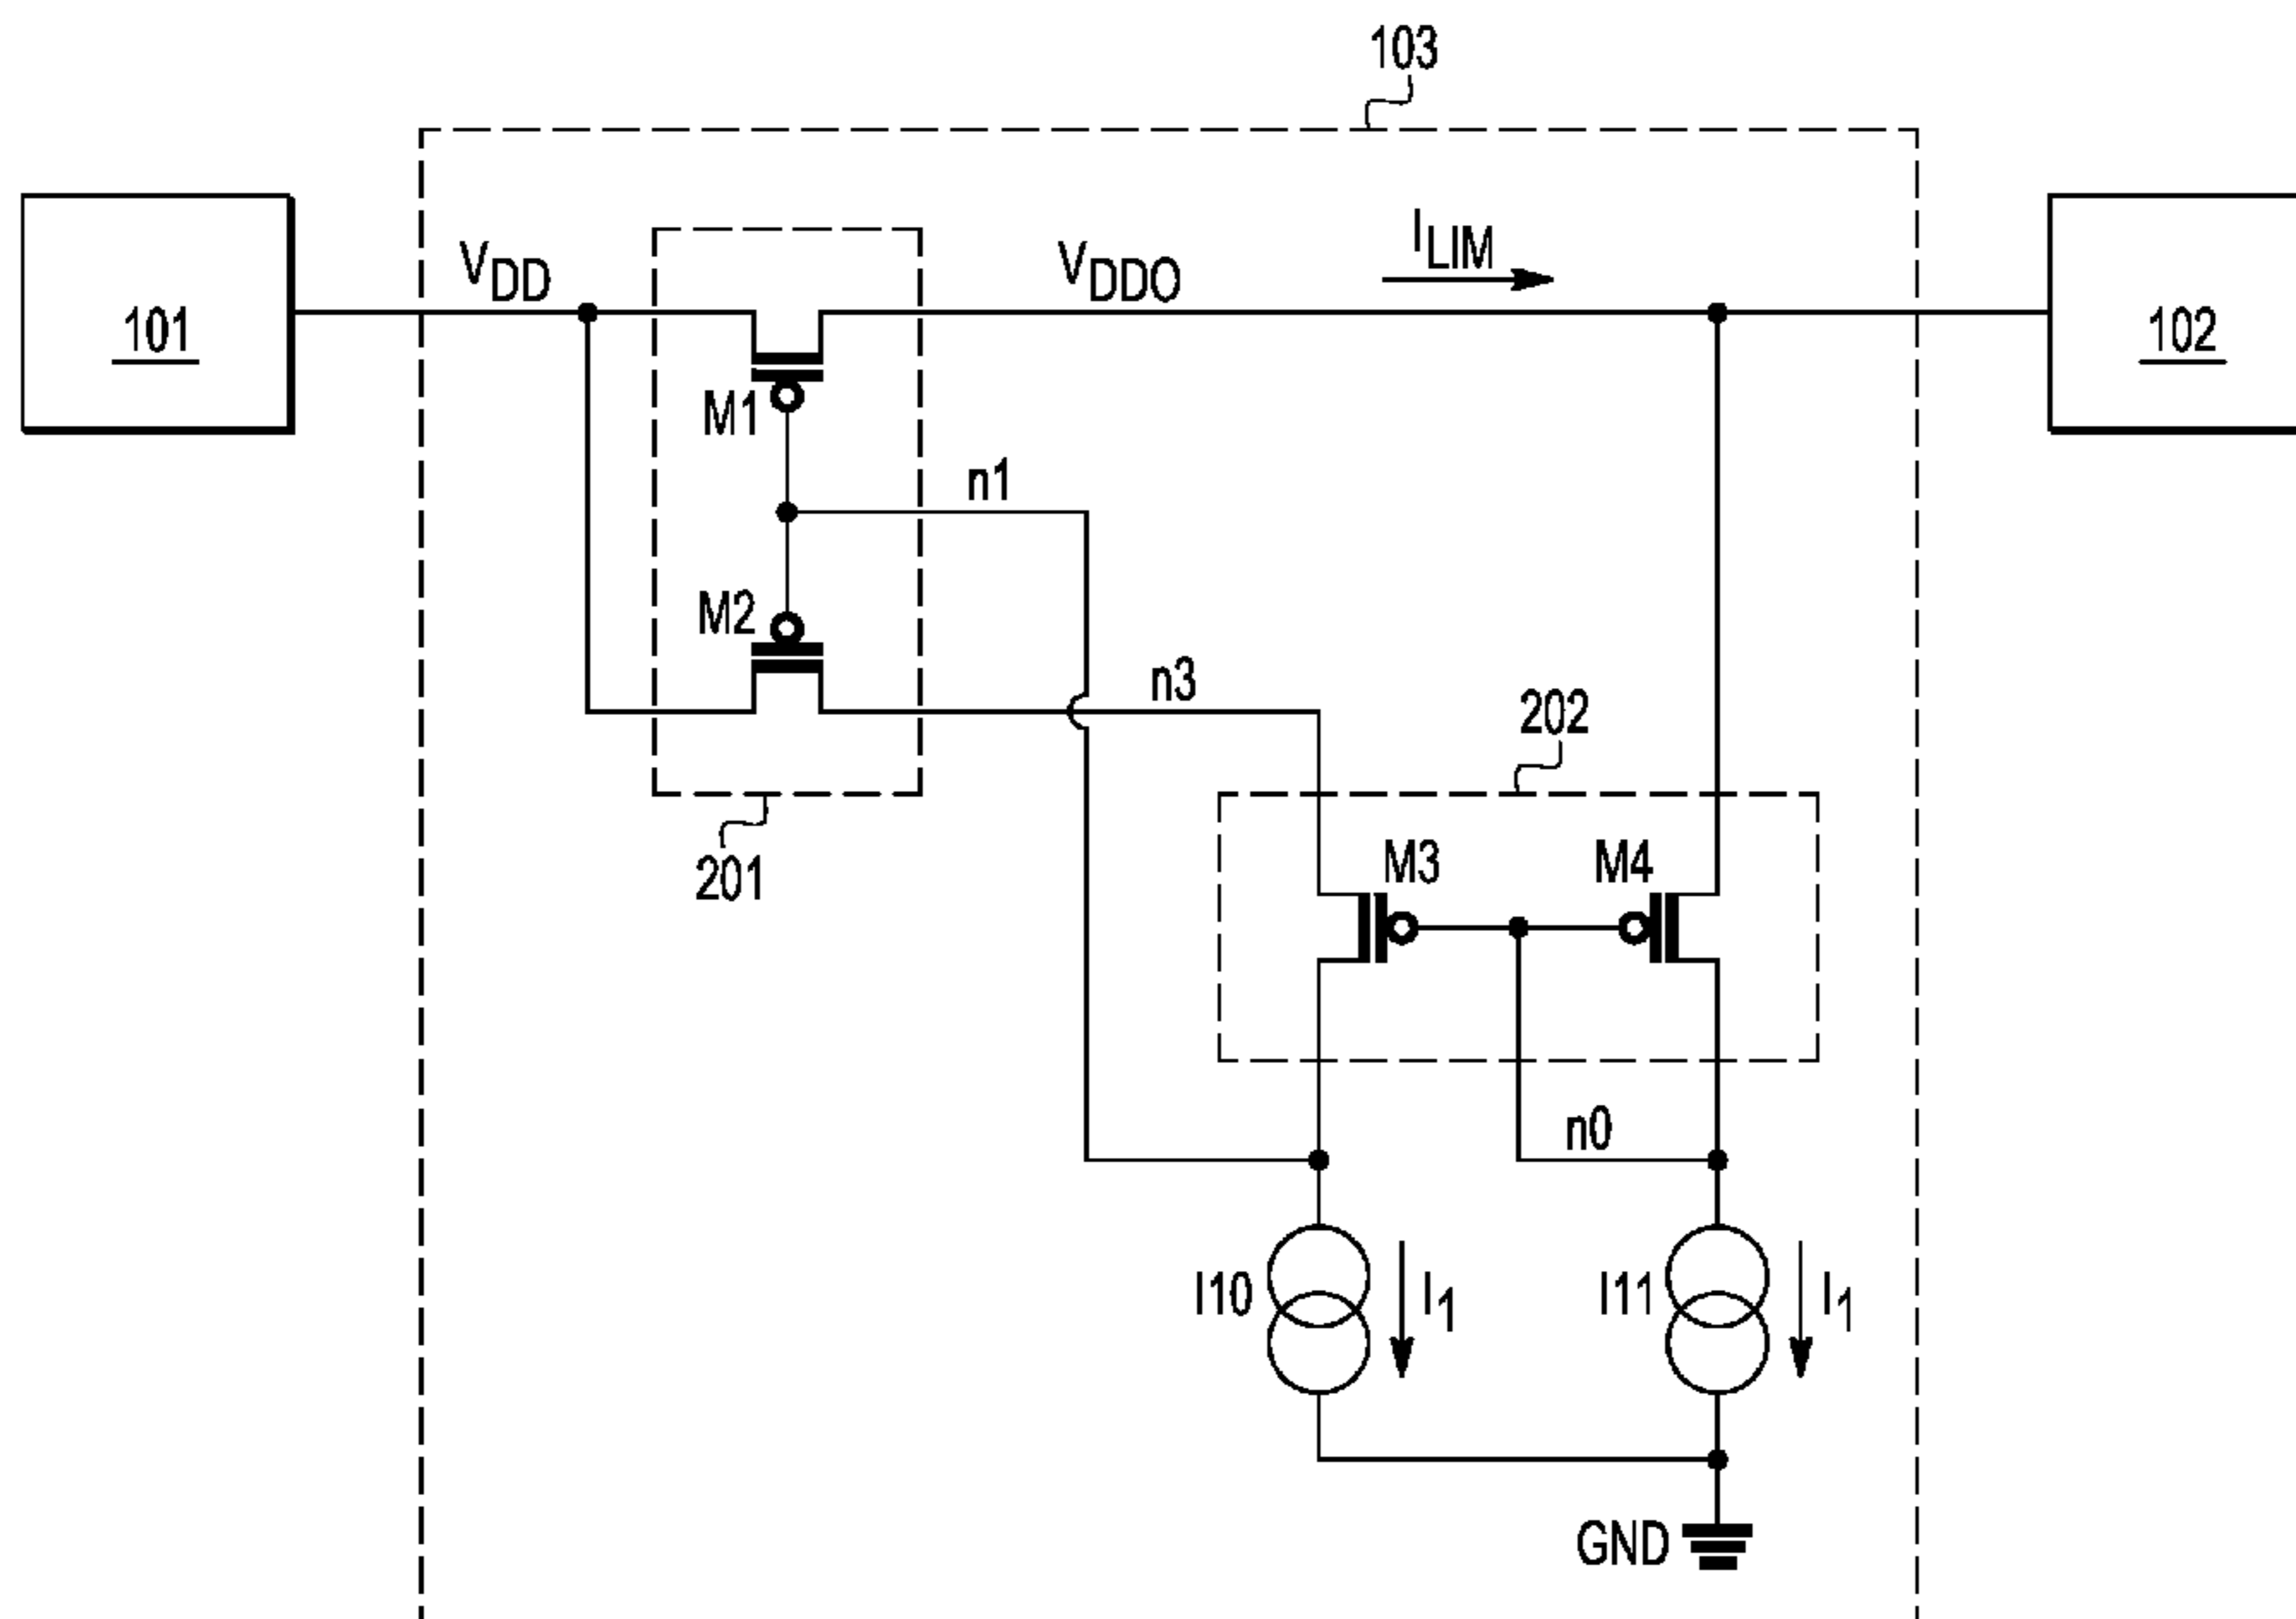 103
101
VDD
VDDO
ILIM
102
M1
n1
M2
n3
202
201
M3
M4
n0
I10
I1
I11
I1
GND